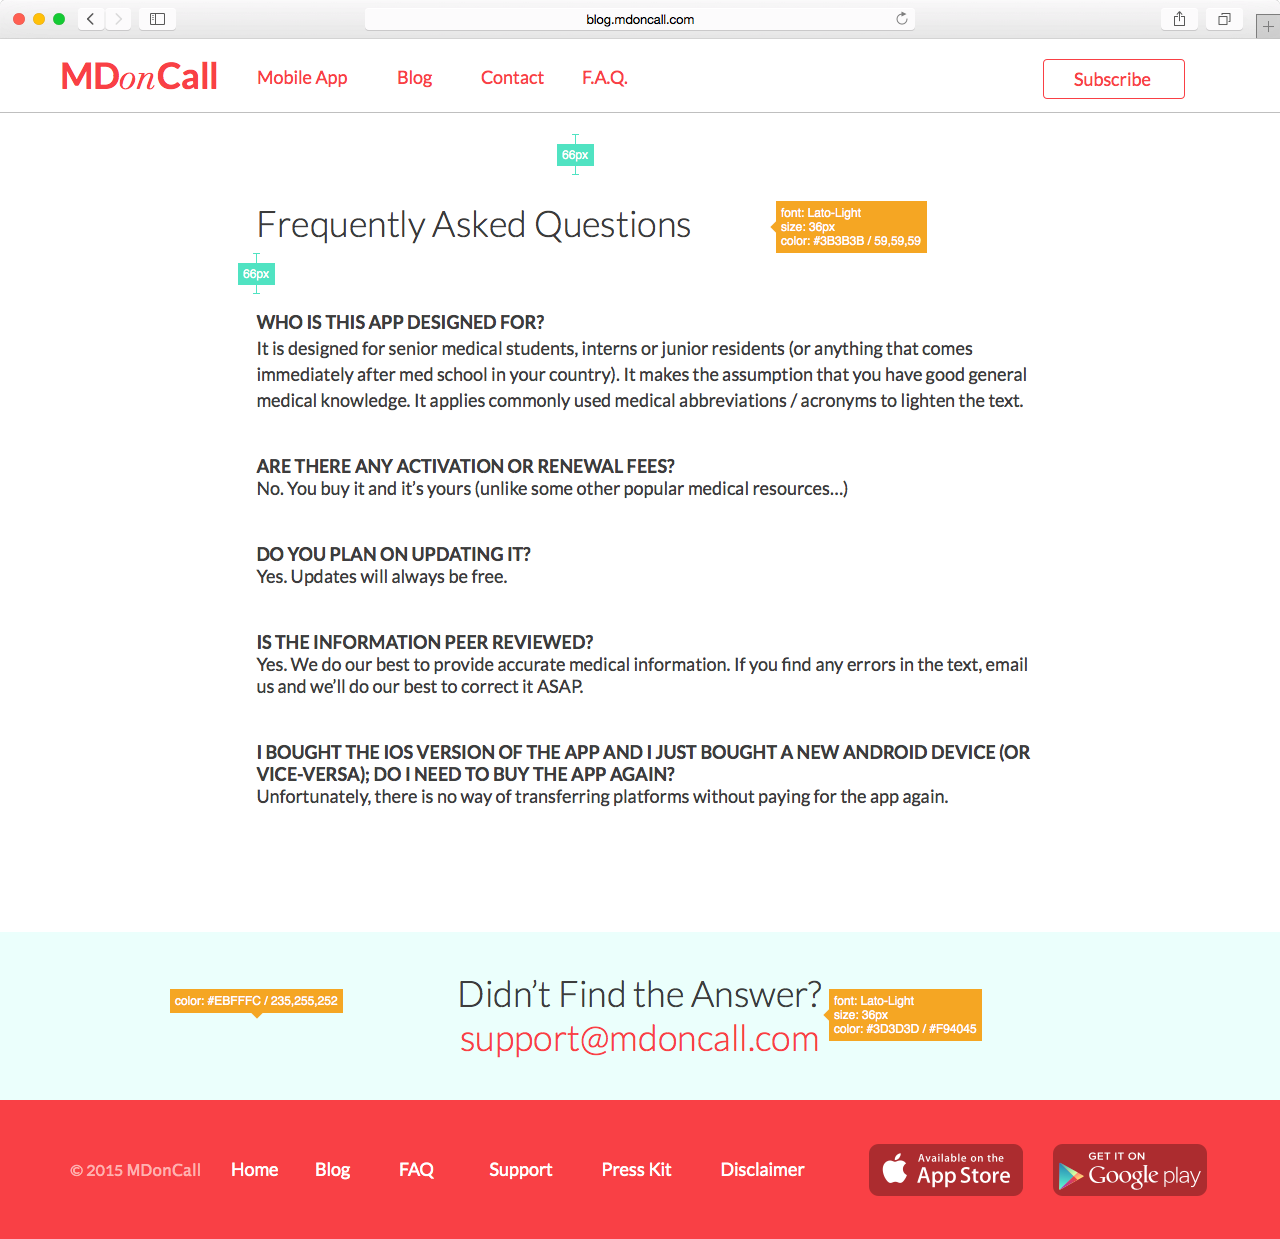 blog.mdoncall.com
MDonCall Mobile App Blog Contact F.A.Q. Subscribe
66px
Frequently Asked Questions
font: Lato-Light
size: 36px
color: #3B3B3B / 59,59,59
66px
WHO IS THIS APP DESIGNED FOR?
It is designed for senior medical students, interns or junior residents (or anything that comes
immediately after med school in your country). It makes the assumption that you have good general
medical knowledge. It applies commonly used medical abbreviations / acronyms to lighten the text.
ARE THERE ANY ACTIVATION OR RENEWAL FEES?
No. You buy it and it’s yours (unlike some other popular medical resources...)
DO YOU PLAN ON UPDATING IT?
Yes. Updates will always be free.
IS THE INFORMATION PEER REVIEWED?
Yes. We do our best to provide accurate medical information. If you find any errors in the text, email
us and we’ll do our best to correct it ASAP.
I BOUGHT THE IOS VERSION OF THE APP AND I JUST BOUGHT A NEW ANDROID DEVICE (OR
VICE-VERSA); DO I NEED TO BUY THE APP AGAIN?
Unfortunately, there is no way of transferring platforms without paying for the app again.
color: #EBFFFC / 235,255,252
Didn’t Find the Answer?
support@mdoncall.com
font: Lato-Light
size: 36px
color: #3D3D3D / #F94045
© 2015 MDonCall Home Blog FAQ Support Press Kit Disclaimer
Available on the
App Store
GET IT ON
Google play